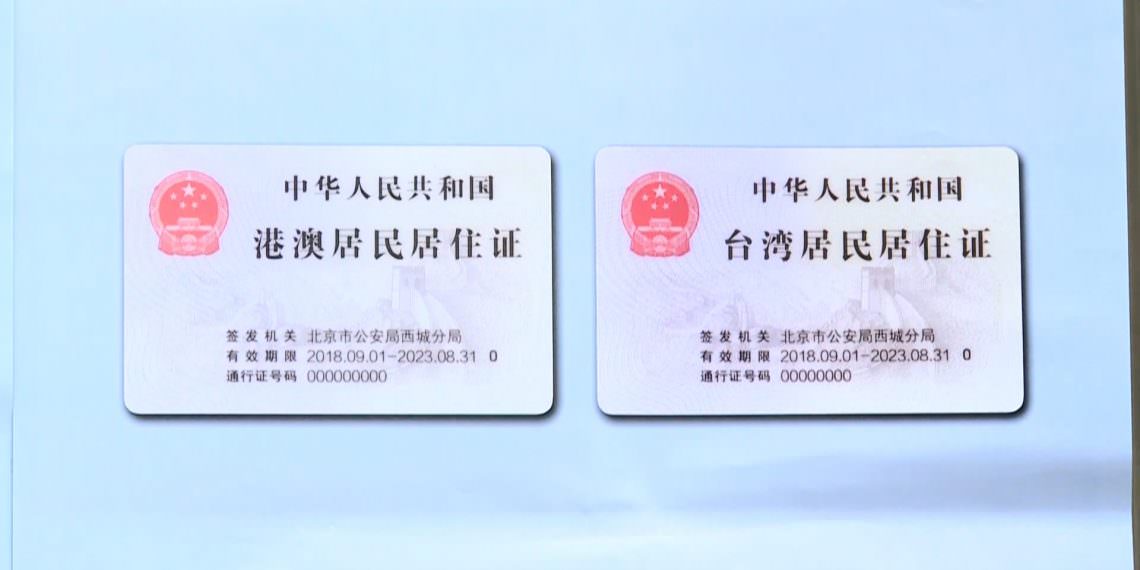 中华人民共和国
港澳居民居住证
签发机关 北京市公安局西城分局
有效期限 2018.09.01-2023.08.31 0
通行证号码 000000000
中华人民共和国
台湾居民居住证
签发机关 北京市公安局西城分局
有效期限 2018.09.01-2023.08.31 0
通行证号码 00000000